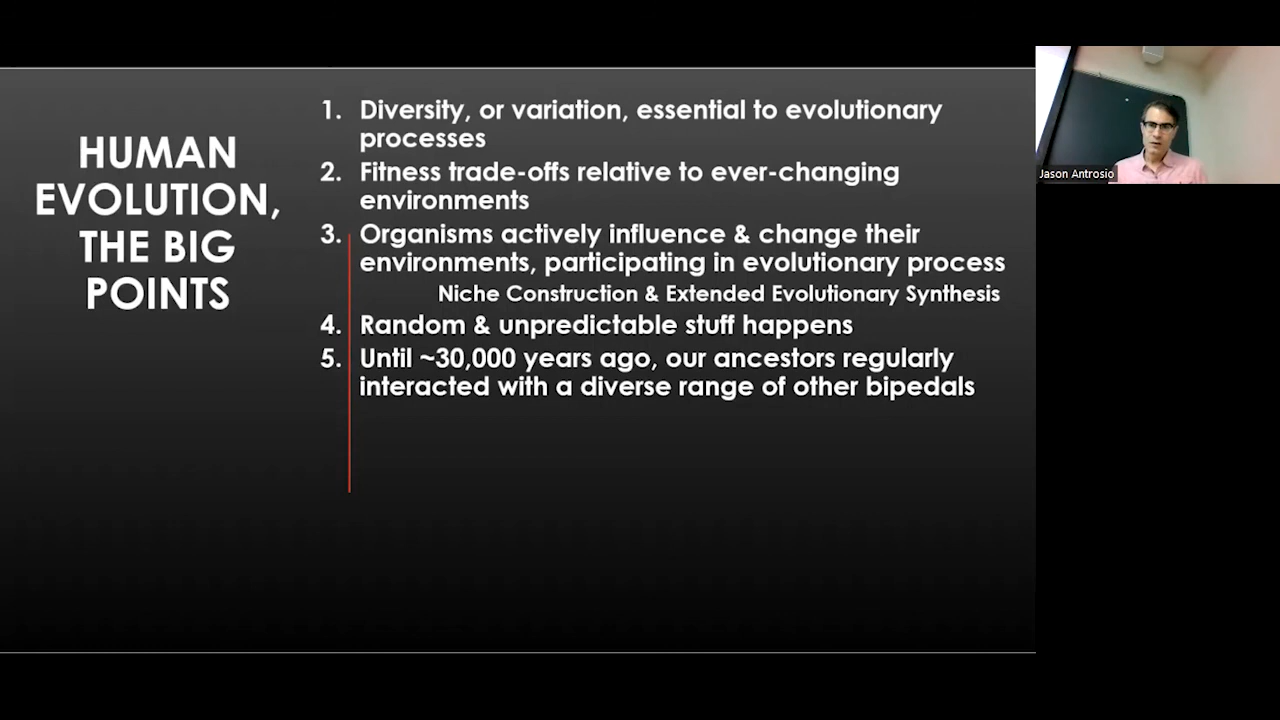 HUMAN
EVOLUTION,
THE BIG
POINTS
1. Diversity, or variation, essential to evolutionary
processes
2. Fitness trade-offs relative to ever-changing
environments
3. Organisms actively influence & change their
environments, participating in evolutionary process
Niche Construction & Extended Evolutionary Synthesis
4. Random & unpredictable stuff happens
5. Until ~30,000 years ago, our ancestors regularly
interacted with a diverse range of other bipedals
Jason Antrosio